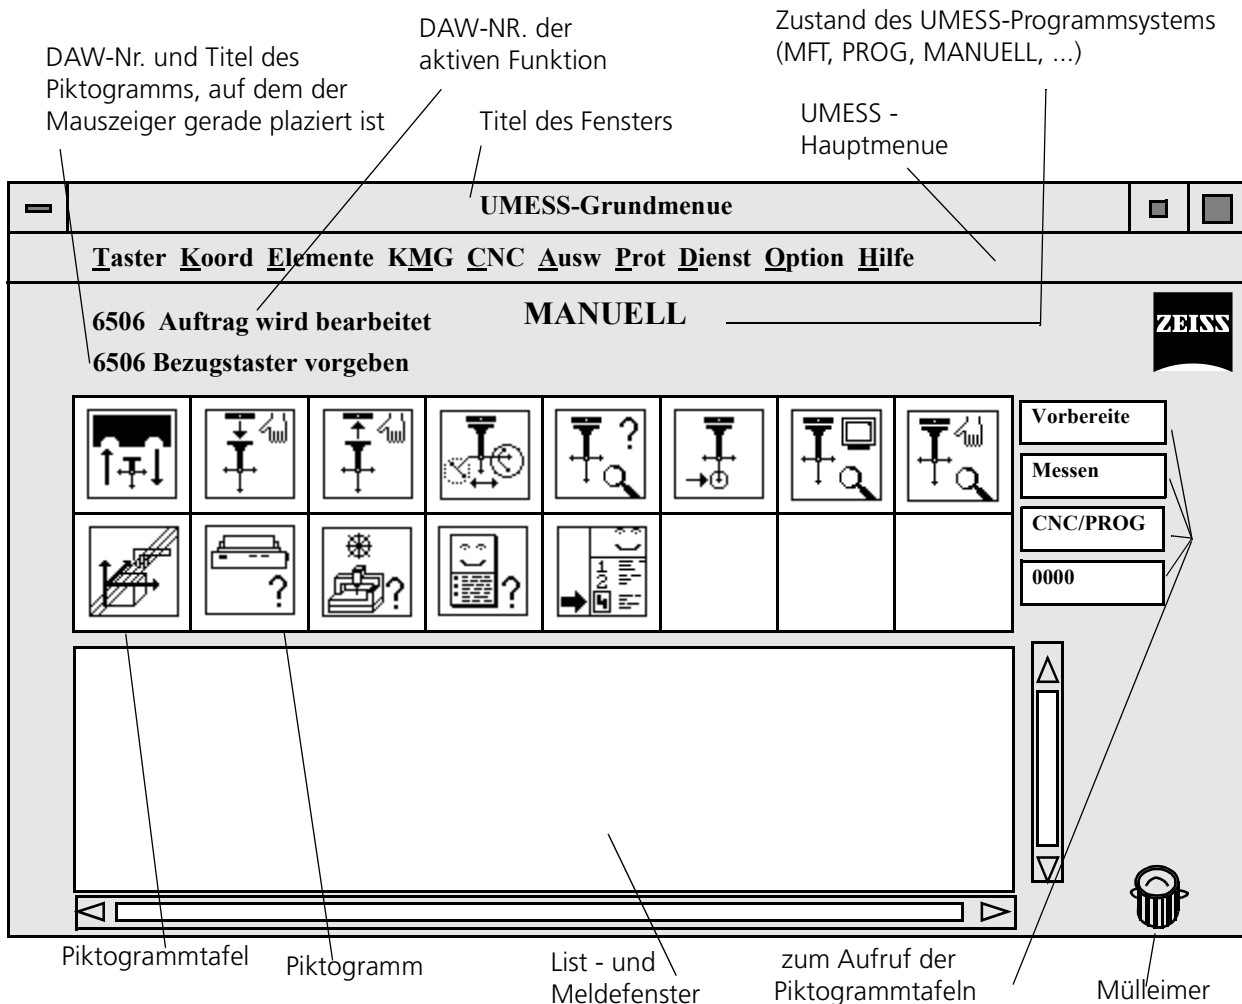 DAW-Nr. und Titel des
Piktogramms, auf dem der
Mauszeiger gerade plaziert ist
DAW-NR. der
aktiven Funktion
Titel des Fensters
Zustand des UMESS-Programmsystems
(MFT, PROG, MANUELL, ...)
UMESS -
Hauptmenue
UMESS-Grundmenue
Taster Koord Elemente KMG CNC Ausw Prot Dienst Option Hilfe
6506 Auftrag wird bearbeitet
MANUELL
ZEISS
6506 Bezugstaster vorgeben
?
Vorbereite
Messen
CNC/PROG
0000
?
?
?
1
2
4
Piktogrammtafel
Piktogramm
List - und
Meldefenster
zum Aufruf der
Piktogrammtafeln
Mülleimer